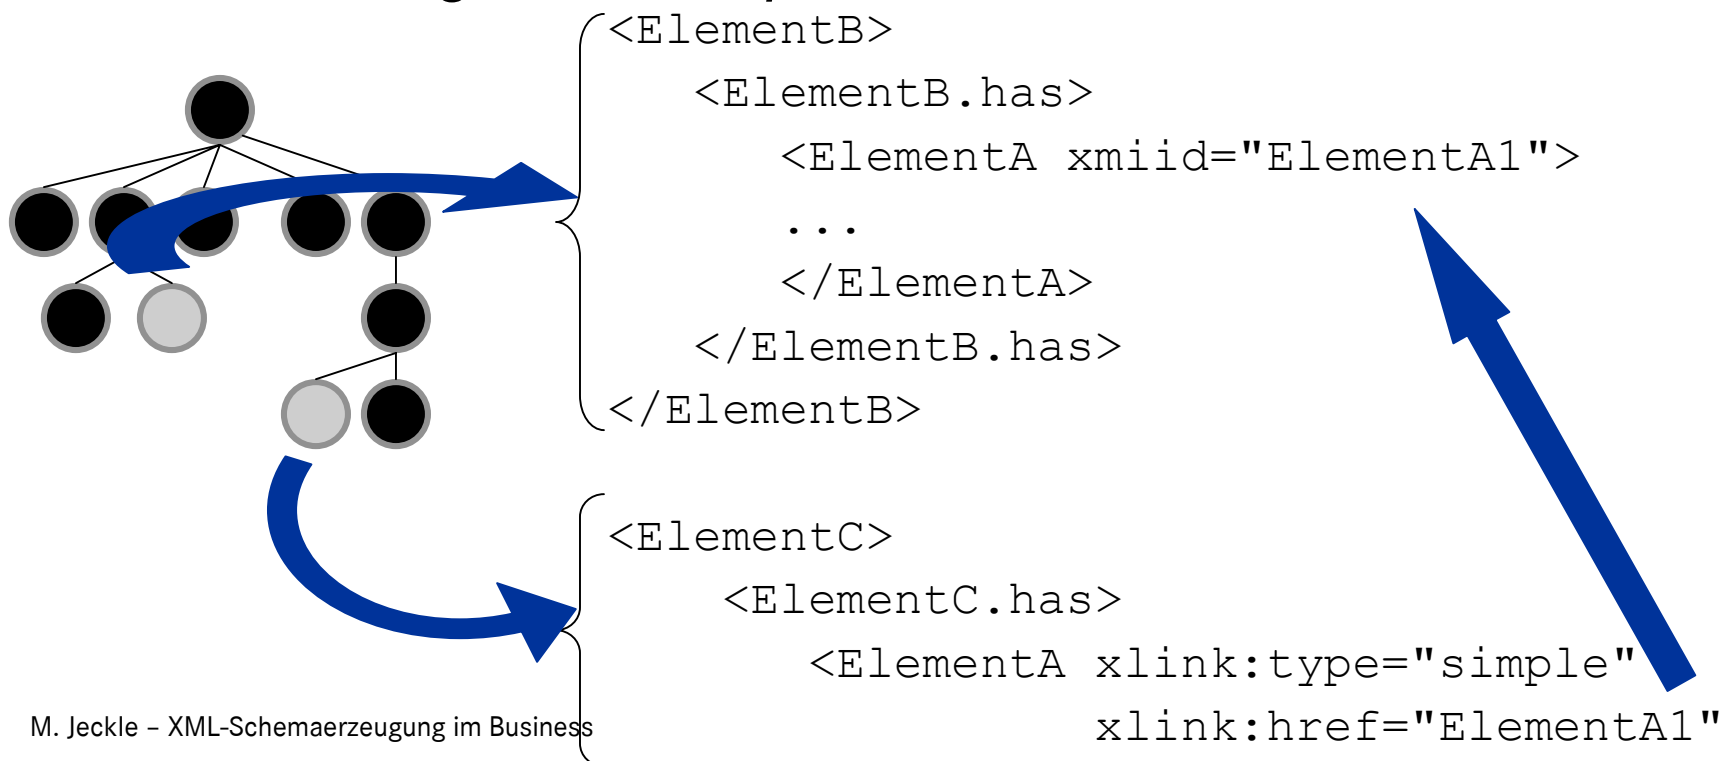 <ElementB>
<ElementB.has>
<ElementA xmiid="ElementA1">
...
</ElementA>
</ElementB.has>
</ElementB>
<ElementC>
<ElementC.has>
<ElementA xlink:type="simple"
xlink:href="ElementA1"
M. Jeckle – XML-Schemaerzeugung im Business